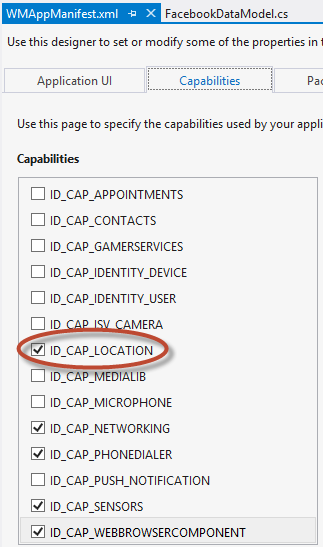 WMAppManifest.xml FacebookDataModel.cs
Use this designer to set or modify some of the properties in t
Application UI Capabilities Pac
Use this page to specify the capabilities used by your appli
Capabilities
ID_CAP_APPOINTMENTS
ID_CAP_CONTACTS
ID_CAP_GAMERSERVICES
ID_CAP_IDENTITY_DEVICE
ID_CAP_IDENTITY_USER
ID_CAP_ISV_CAMERA
ID_CAP_LOCATION
ID_CAP_MEDIALIB
ID_CAP_MICROPHONE
ID_CAP_NETWORKING
ID_CAP_PHONEDIALER
ID_CAP_PUSH_NOTIFICATION
ID_CAP_SENSORS
ID_CAP_WEBBROWSERCOMPONENT